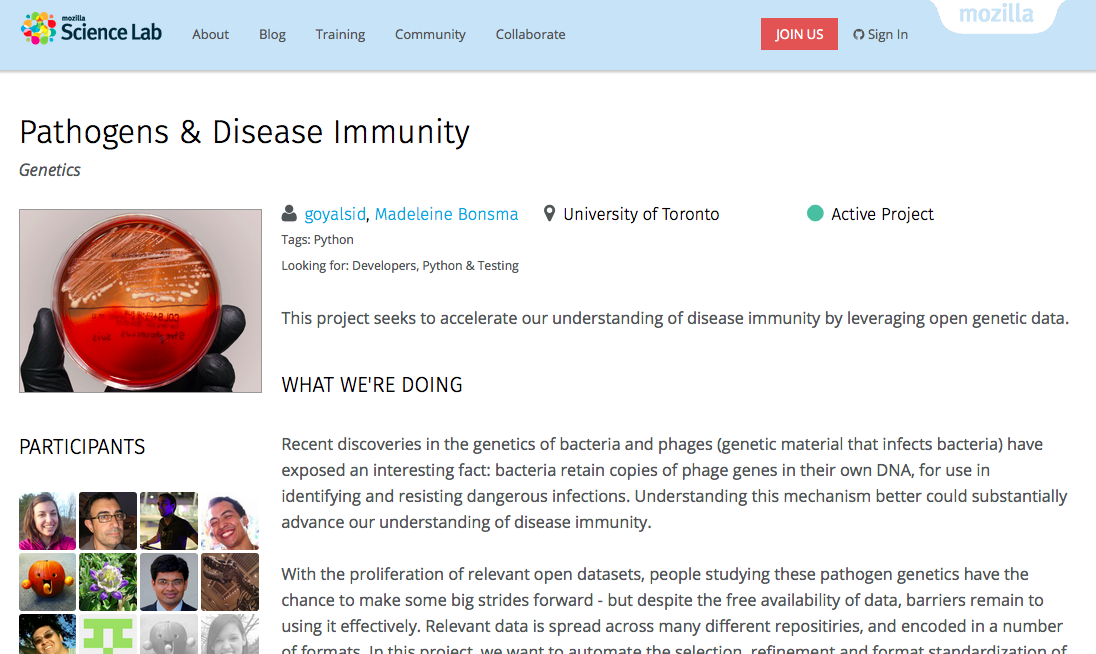 mozilla
Science Lab
About
Blog
Training
Community
Collaborate
JOIN US
Sign In
mozilla
Pathogens & Disease Immunity
Genetics
goyalsid, Madeleine Bonsma
University of Toronto
Active Project
Tags: Python
Looking for: Developers, Python & Testing
This project seeks to accelerate our understanding of disease immunity by leveraging open genetic data.
WHAT WE'RE DOING
PARTICIPANTS
Recent discoveries in the genetics of bacteria and phages (genetic material that infects bacteria) have
exposed an interesting fact: bacteria retain copies of phage genes in their own DNA, for use in
identifying and resisting dangerous infections. Understanding this mechanism better could substantially
advance our understanding of disease immunity.
With the proliferation of relevant open datasets, people studying these pathogen genetics have the
chance to make some big strides forward - but despite the free availability of data, barriers remain to
using it effectively. Relevant data is spread across many different repositiries, and encoded in a number
of formats. In this project, we want to automate the selection, refinement and format standardization of